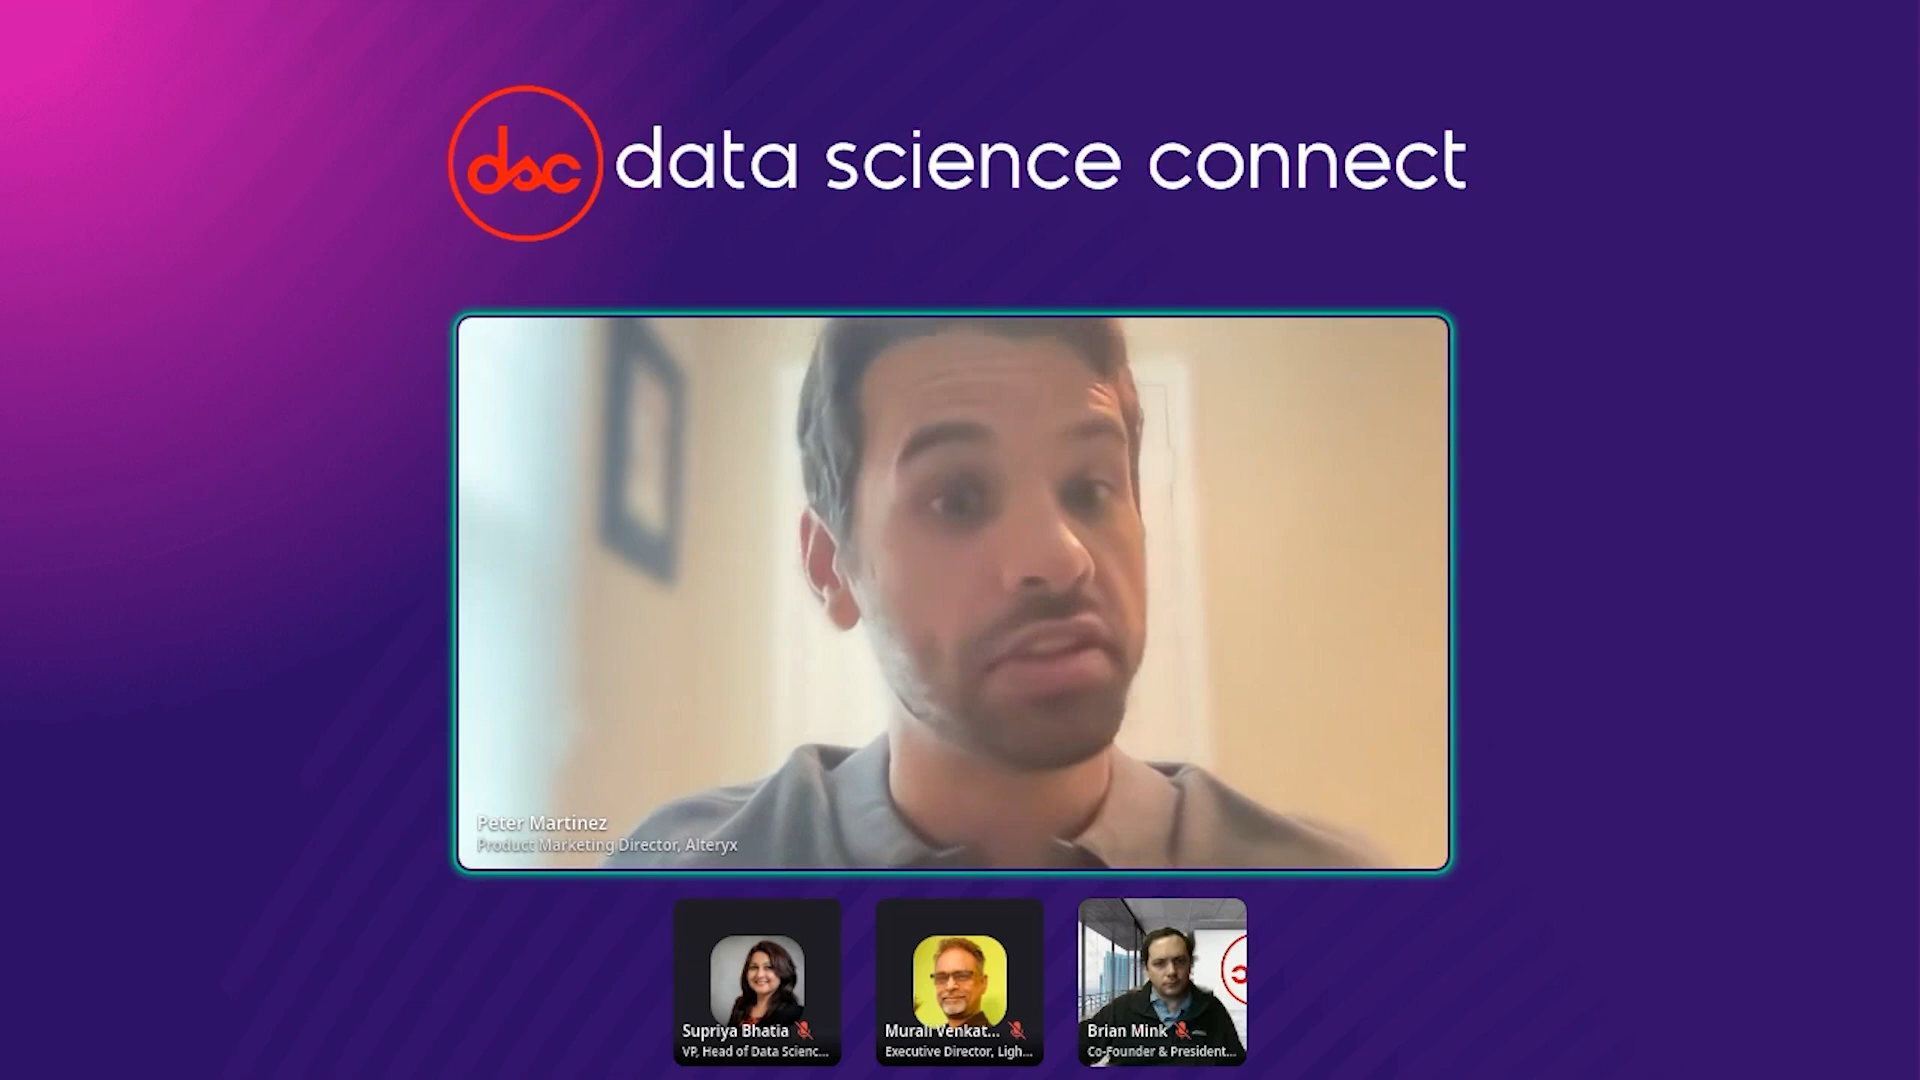 dsc data science connect
Peter Martinez
Product Marketing Director, Alteryx
Supriya Bhatia
VP, Head of Data Scienc...
Murali Venkat...
Executive Director, Ligh...
Brian Mink
Co-Founder & President...